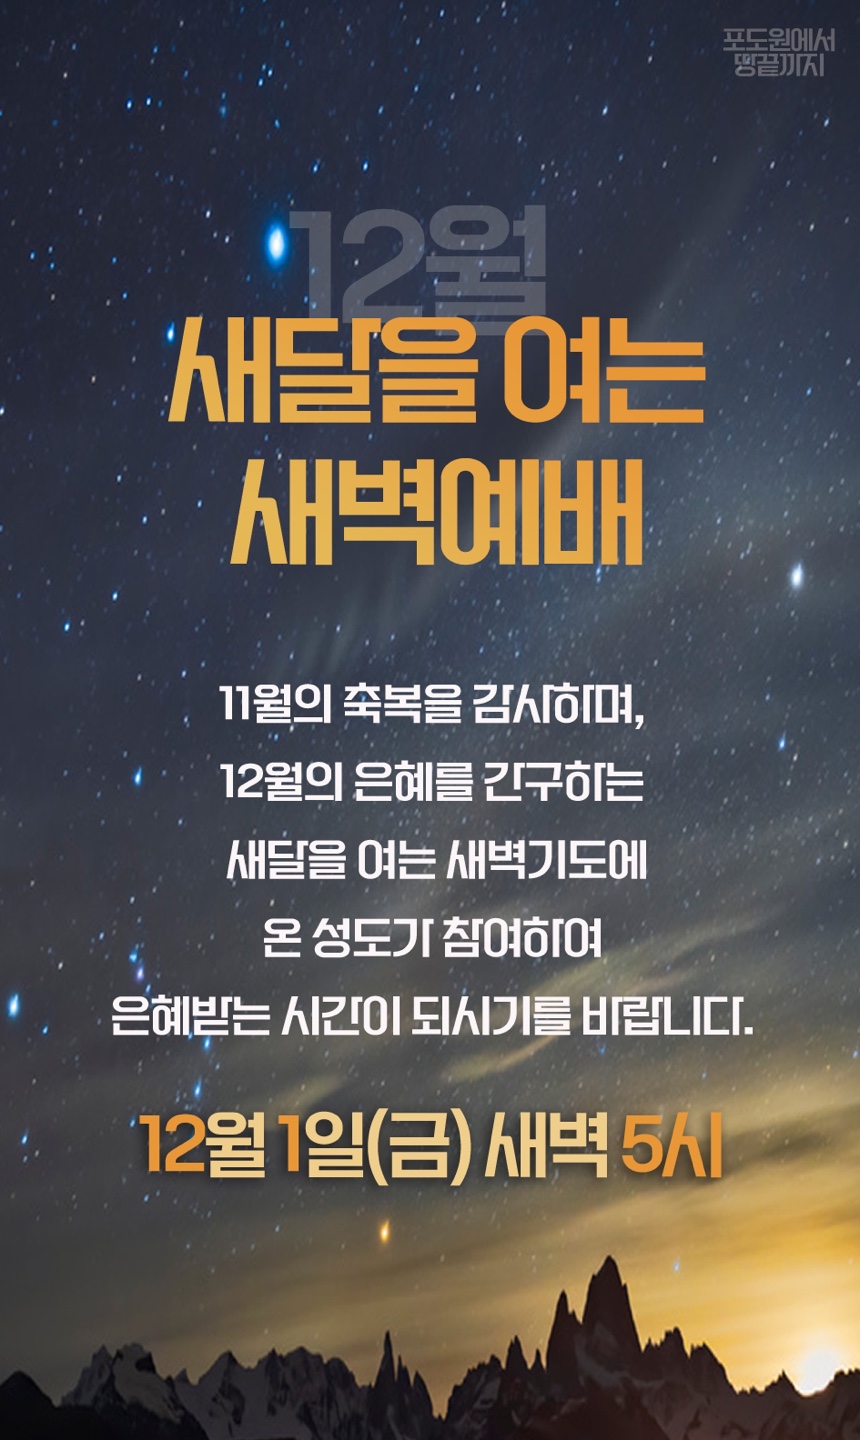 포도원에서
땅끝까지
12월
새달을 여는
새벽예배
11월의 축복을 감사하며,
12월의 은혜를 간구하는
새달을 여는 새벽기도에
온 성도가 참여하여
은혜받는 시간이 되시기를 바랍니다.
12월 1일(금) 새벽 5시